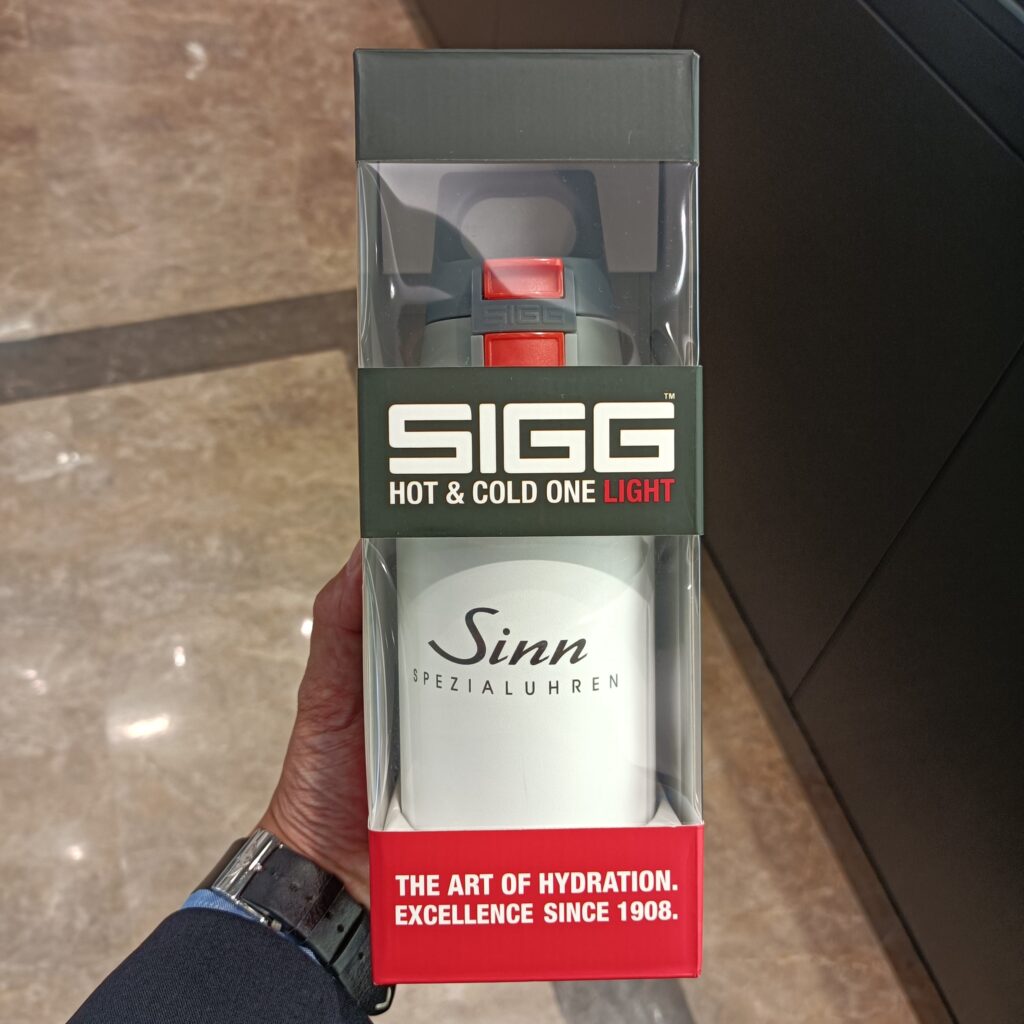 SIGG
SIGG™
HOT & COLD ONE LIGHT
Sinn
SPEZIALUHREN
THE ART OF HYDRATION.
EXCELLENCE SINCE 1908.